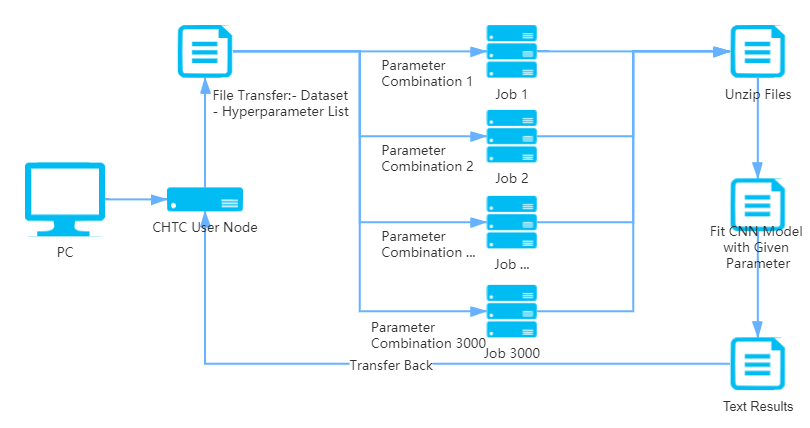 Parameter
Combination 1
Job 1
Unzip Files
File Transfer:- Dataset
- Hyperparameter List
Parameter
Combination 2
Job 2
PC
CHTC User Node
Parameter
Combination ...
Job ...
Fit CNN Model
with Given
Parameter
Parameter
Combination 3000
Job 3000
Transfer Back
Text Results